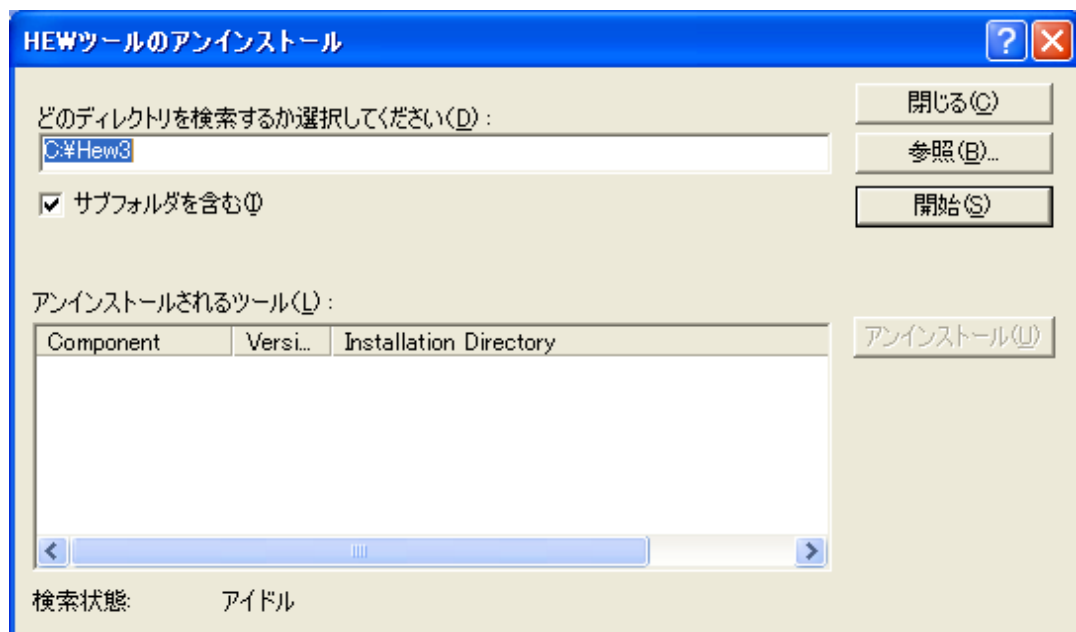 HEWツールのアンインストール
どのディレクトリを検索するか選択してください(D):
閉じる(C)
C:¥Hew3
参照(B)...
サブフォルダを含む(I)
開始(S)
アンインストールされるツール(L):
Component Versi... Installation Directory
アンインストール(U)
検索状態: アイドル